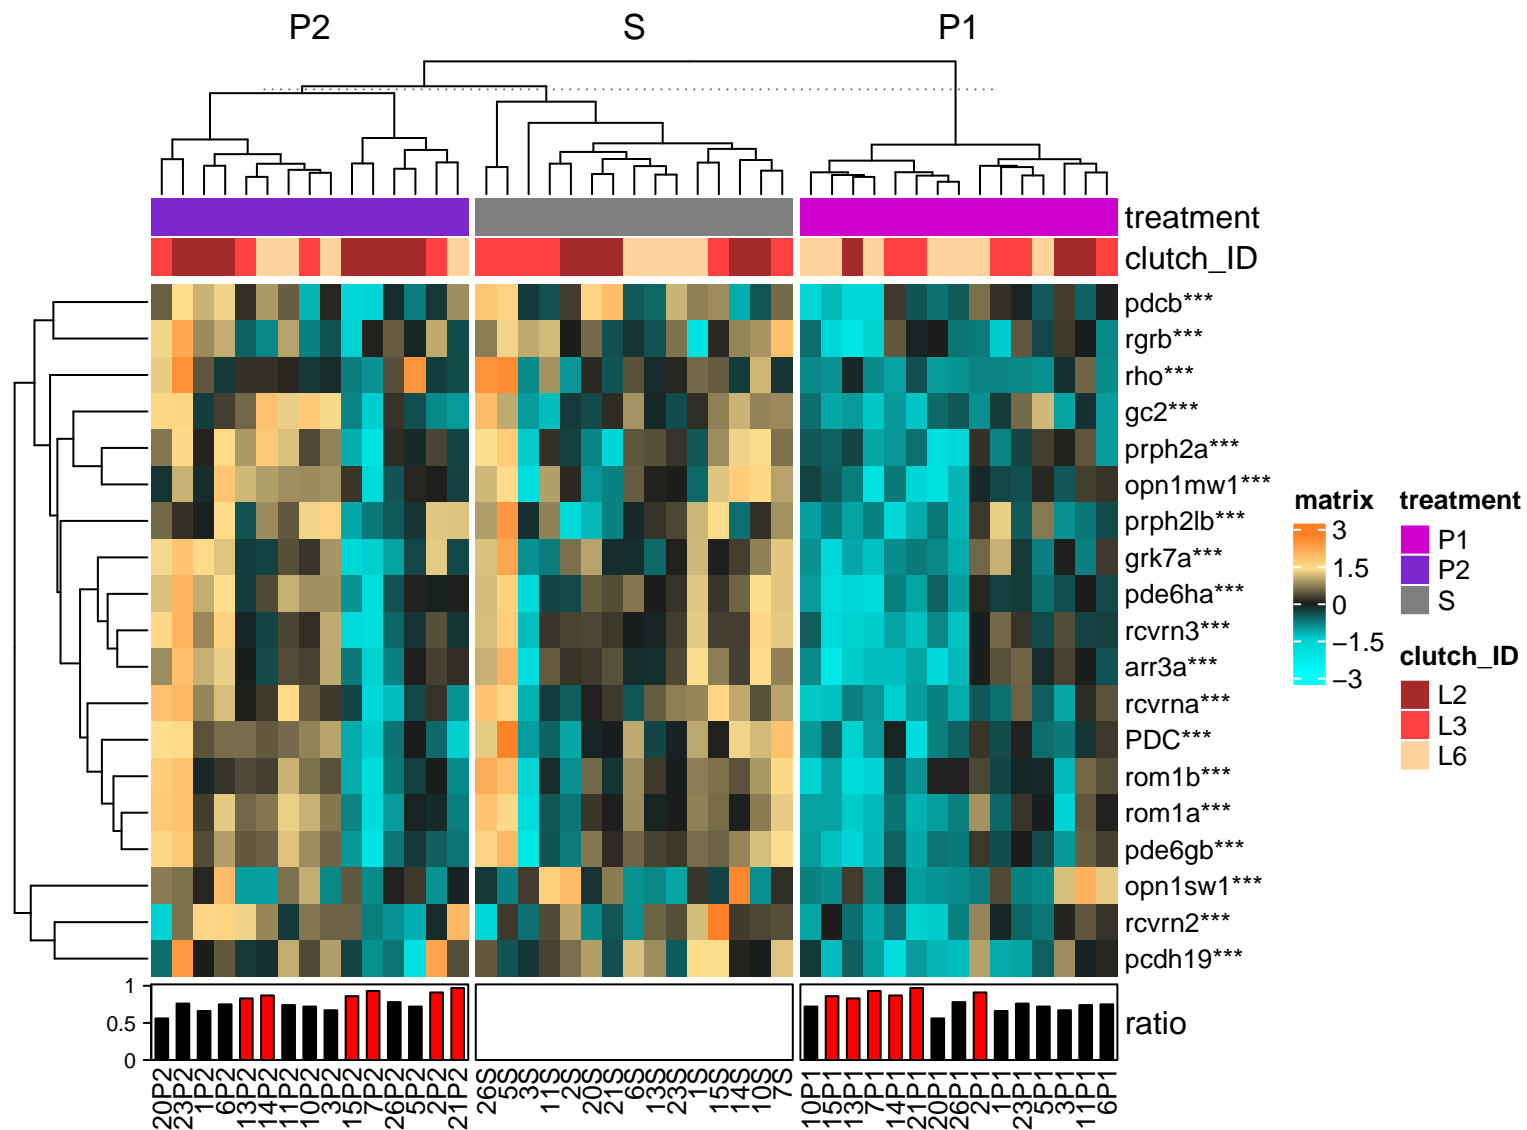 P2 S P1
treatment
clutch_ID
pdcb***
rgrb***
rho***
gc2***
prph2a***
opn1mw1***
prph2lb***
grk7a***
pde6ha***
rcvrn3***
arr3a***
rcvrna***
PDC***
rom1b***
rom1a***
pde6gb***
opn1sw1***
rcvrn2***
pcdh19***
matrix
3
1.5
0
−1.5
−3
treatment
P1
P2
S
clutch_ID
L2
L3
L6
1
0.5
0
ratio
20P2 23P2 1P2 6P2 13P2 14P2 11P2 10P2 3P2 15P2 7P2 26P2 5P2 2P2 21P2 26S 5S 3S 11S 2S 20S 21S 6S 13S 23S 1S 15S 14S 10S 7S 10P1 15P1 13P1 7P1 14P1 21P1 20P1 26P1 2P1 1P1 23P1 5P1 3P1 11P1 6P1